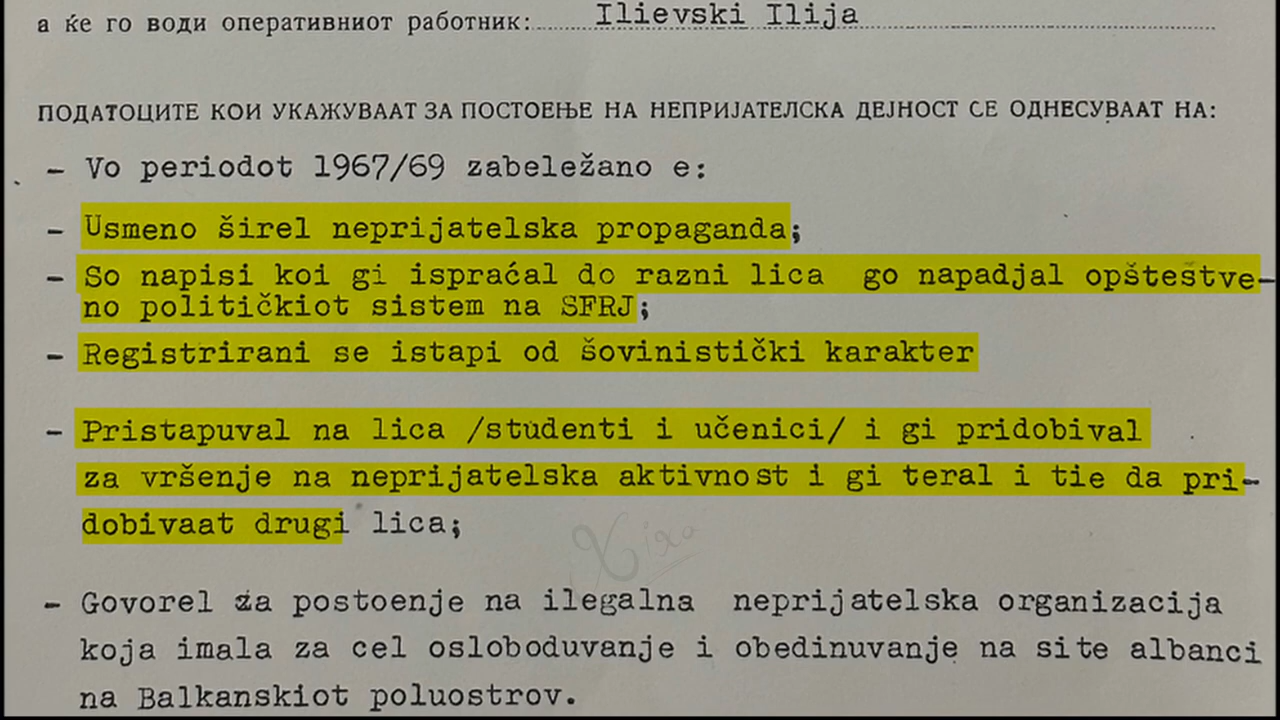 а ќе го води оперативниот работник: Ilievski Ilija
ПОДАТОЦИТЕ КОИ УКАЖУВААТ ЗА ПОСТОЕЊЕ НА НЕПРИЈАТЕЛСКА ДЕЈНОСТ СЕ ОДНЕСУВААТ НА:
- Vo periodot 1967/69 zabeležano e:
- Usmeno širel neprijatelska propaganda;
- So napisi koi gi ispraćal do razni lica go napadjal opšteštve-
no političkiot sistem na SFRJ;
- Registrirani se istapi od šovinistički karakter
- Pristapuval na lica /studenti i učenici/ i gi pridobival
za vršenje na neprijatelska aktivnost i gi teral i tie da pri-
dobivaat drugi lica;
- Govorel za postoenje na ilegalna neprijatelska organizacija
koja imala za cel osloboduvanje i obedinuvanje na site albanci
na Balkanskiot poluostrov.